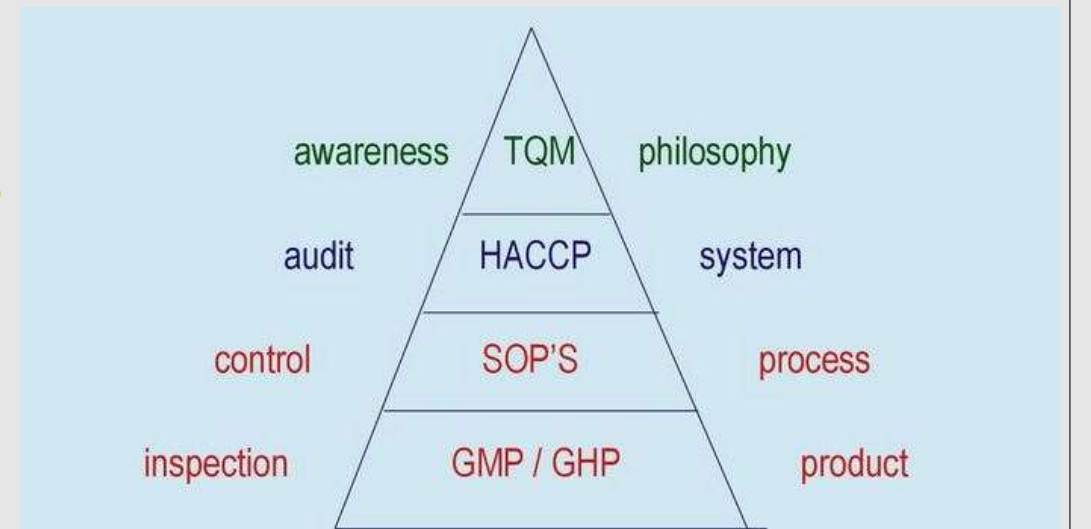 awareness TQM philosophy
audit HACCP system
control SOP’S process
inspection GMP / GHP product